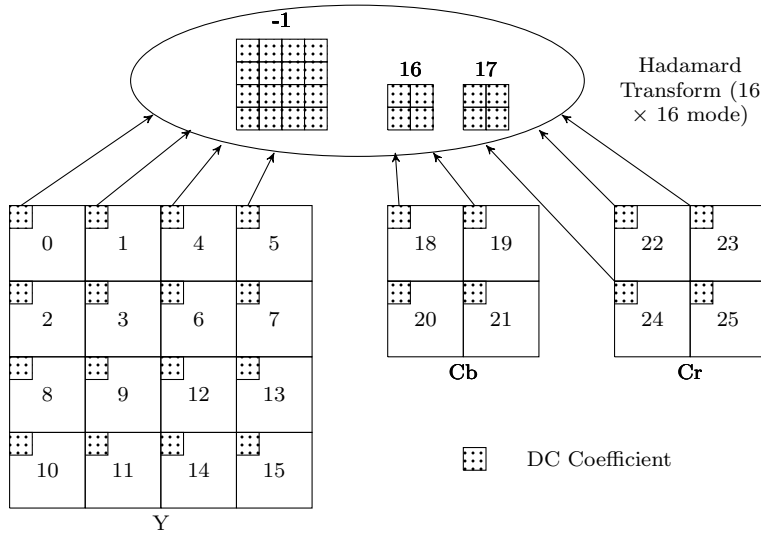 -1
16 17
Hadamard
Transform (16
× 16 mode)
0 1 4 5 18 19 22 23
2 3 6 7 20 21 24 25
Cb Cr
8 9 12 13
10 11 14 15
DC Coefficient
Y